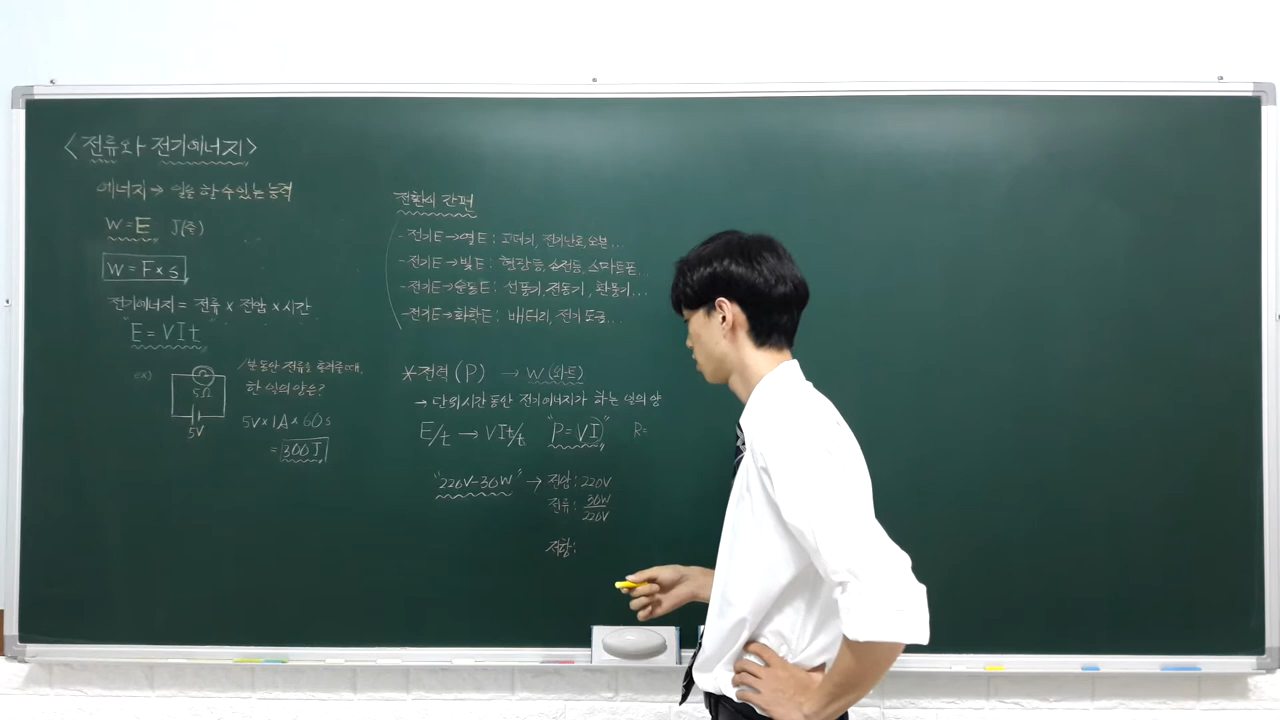 <전류와 전기에너지>
에너지→ 일을 할 수 있는 능력
W=E J(줄)
W=F×s
전기에너지= 전류×전압×시간
"E=VIt"
ex)
5Ω
5V
1분 동안 전류를 흘려줄 때,
한 일의 양은?
5V×1A×60s
=300J
전환이 간편
-전기E→열E: 고데기, 전기난로, 오븐...
-전기E→빛E: 형광등, 손전등, 스마트폰...
-전기E→운동E: 선풍기, 전동기, 환풍기...
-전기E→화학E: 배터리, 전기도금...
*전력(P) → W(와트)
→ 단위시간 동안 전기에너지가 하는 일의 양
E/t → VIt/t "P=VI" R=
"220V-30W" → 전압: 220V
전류: 30W/220V
저항: